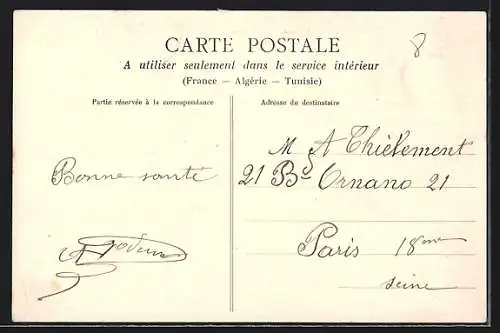 8
CARTE POSTALE
A utiliser seulement dans le service intérieur
(France — Algérie — Tunisie)
Partie réservée à la correspondance
Adresse du destinataire
M A Thiélement
21 Bd Ornano 21
Bonne santé
Paris 18me
Seine